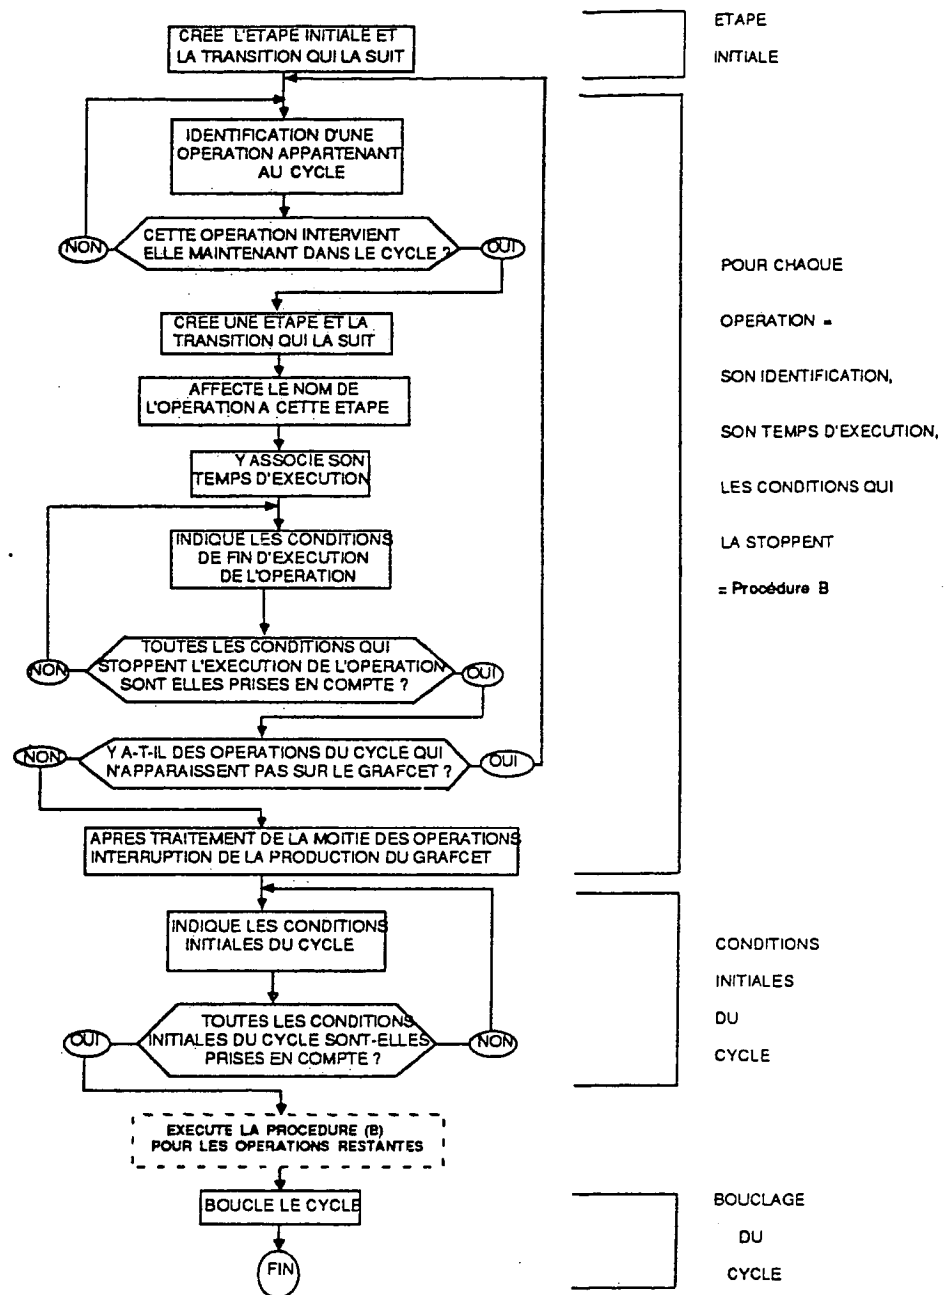 CREE L'ETAPE INITIALE ET
LA TRANSITION QUI LA SUIT
ETAPE
INITIALE
IDENTIFICATION D'UNE
OPERATION APPARTENANT
AU CYCLE
CETTE OPERATION INTERVIENT
ELLE MAINTENANT DANS LE CYCLE ?
NON
OUI
CREE UNE ETAPE ET LA
TRANSITION QUI LA SUIT
AFFECTE LE NOM DE
L'OPERATION A CETTE ETAPE
Y ASSOCIE SON
TEMPS D'EXECUTION
INDIQUE LES CONDITIONS
DE FIN D'EXECUTION
DE L'OPERATION
TOUTES LES CONDITIONS QUI
STOPPENT L'EXECUTION DE L'OPERATION
SONT ELLES PRISES EN COMPTE ?
NON
OUI
Y A-T-IL DES OPERATIONS DU CYCLE QUI
N'APPARAISSENT PAS SUR LE GRAFCET ?
NON
OUI
APRES TRAITEMENT DE LA MOITIE DES OPERATIONS
INTERRUPTION DE LA PRODUCTION DU GRAFCET
POUR CHAQUE
OPERATION =
SON IDENTIFICATION,
SON TEMPS D'EXECUTION,
LES CONDITIONS QUI
LA STOPPENT
= Procédure B
INDIQUE LES CONDITIONS
INITIALES DU CYCLE
TOUTES LES CONDITIONS
INITIALES DU CYCLE SONT-ELLES
PRISES EN COMPTE ?
OUI
NON
CONDITIONS
INITIALES
DU
CYCLE
EXECUTE LA PROCEDURE (B)
POUR LES OPERATIONS RESTANTES
BOUCLE LE CYCLE
FIN
BOUCLAGE
DU
CYCLE